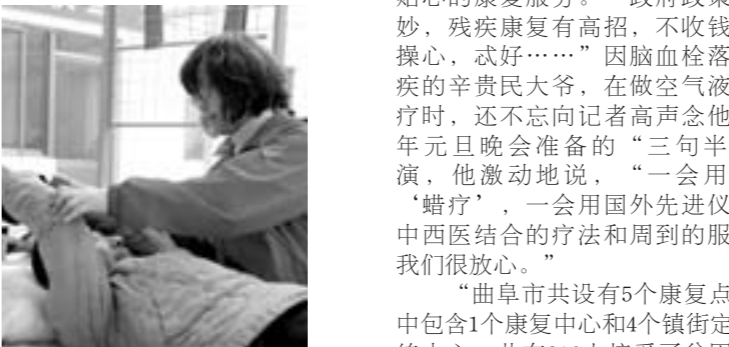 贴心的康复服务。“政府政策
妙，残疾康复有高招，不收钱
操心，忒好……”因脑血栓落
疾的辛贵民大爷，在做空气液
疗时，还不忘向记者高声念他
年元旦晚会准备的“三句半
演，他激动地说，“一会用
‘蜡疗’，一会用国外先进仪
中西医结合的疗法和周到的服
我们很放心。”
“曲阜市共设有5个康复点
中包含1个康复中心和4个镇街定